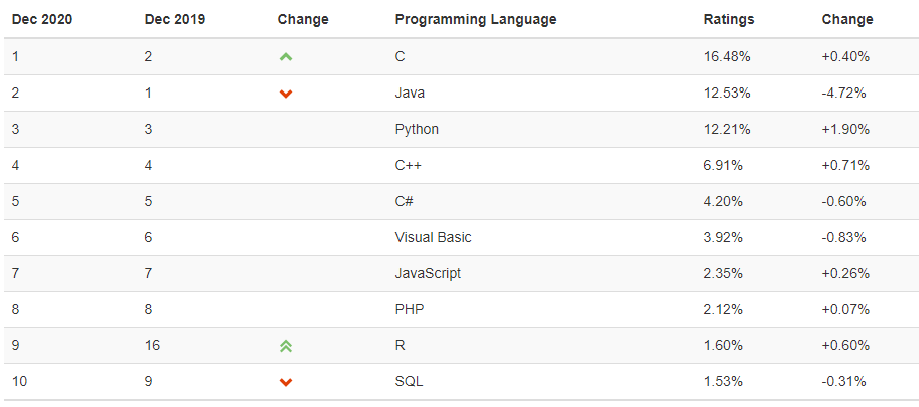 Dec 2020 Dec 2019 Change Programming Language Ratings Change
1 2 C 16.48% +0.40%
2 1 Java 12.53% -4.72%
3 3 Python 12.21% +1.90%
4 4 C++ 6.91% +0.71%
5 5 C# 4.20% -0.60%
6 6 Visual Basic 3.92% -0.83%
7 7 JavaScript 2.35% +0.26%
8 8 PHP 2.12% +0.07%
9 16 R 1.60% +0.60%
10 9 SQL 1.53% -0.31%